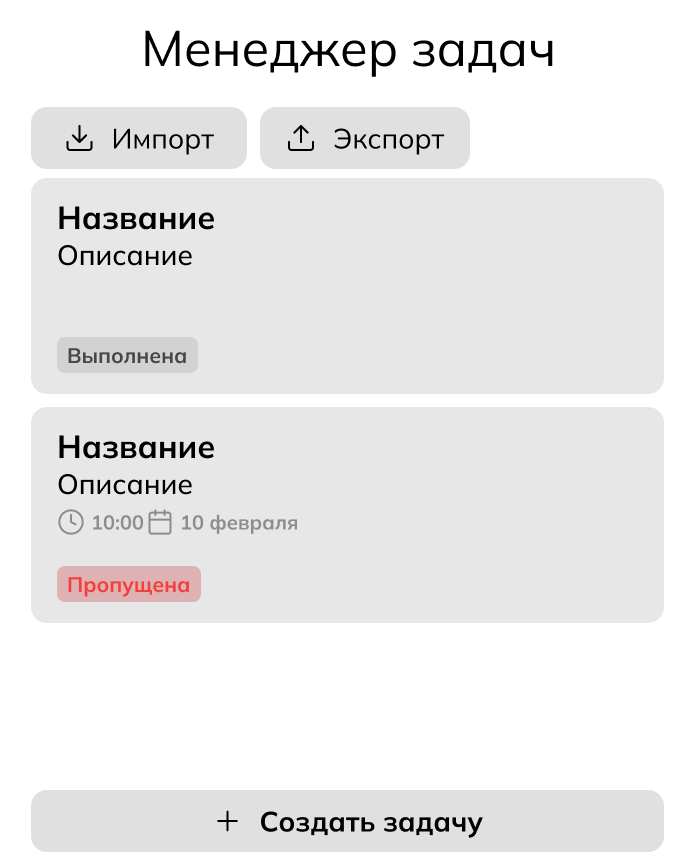 Менеджер задач
Импорт Экспорт
Название
Описание
Выполнена
Название
Описание
10:00 10 февраля
Пропущена
Создать задачу